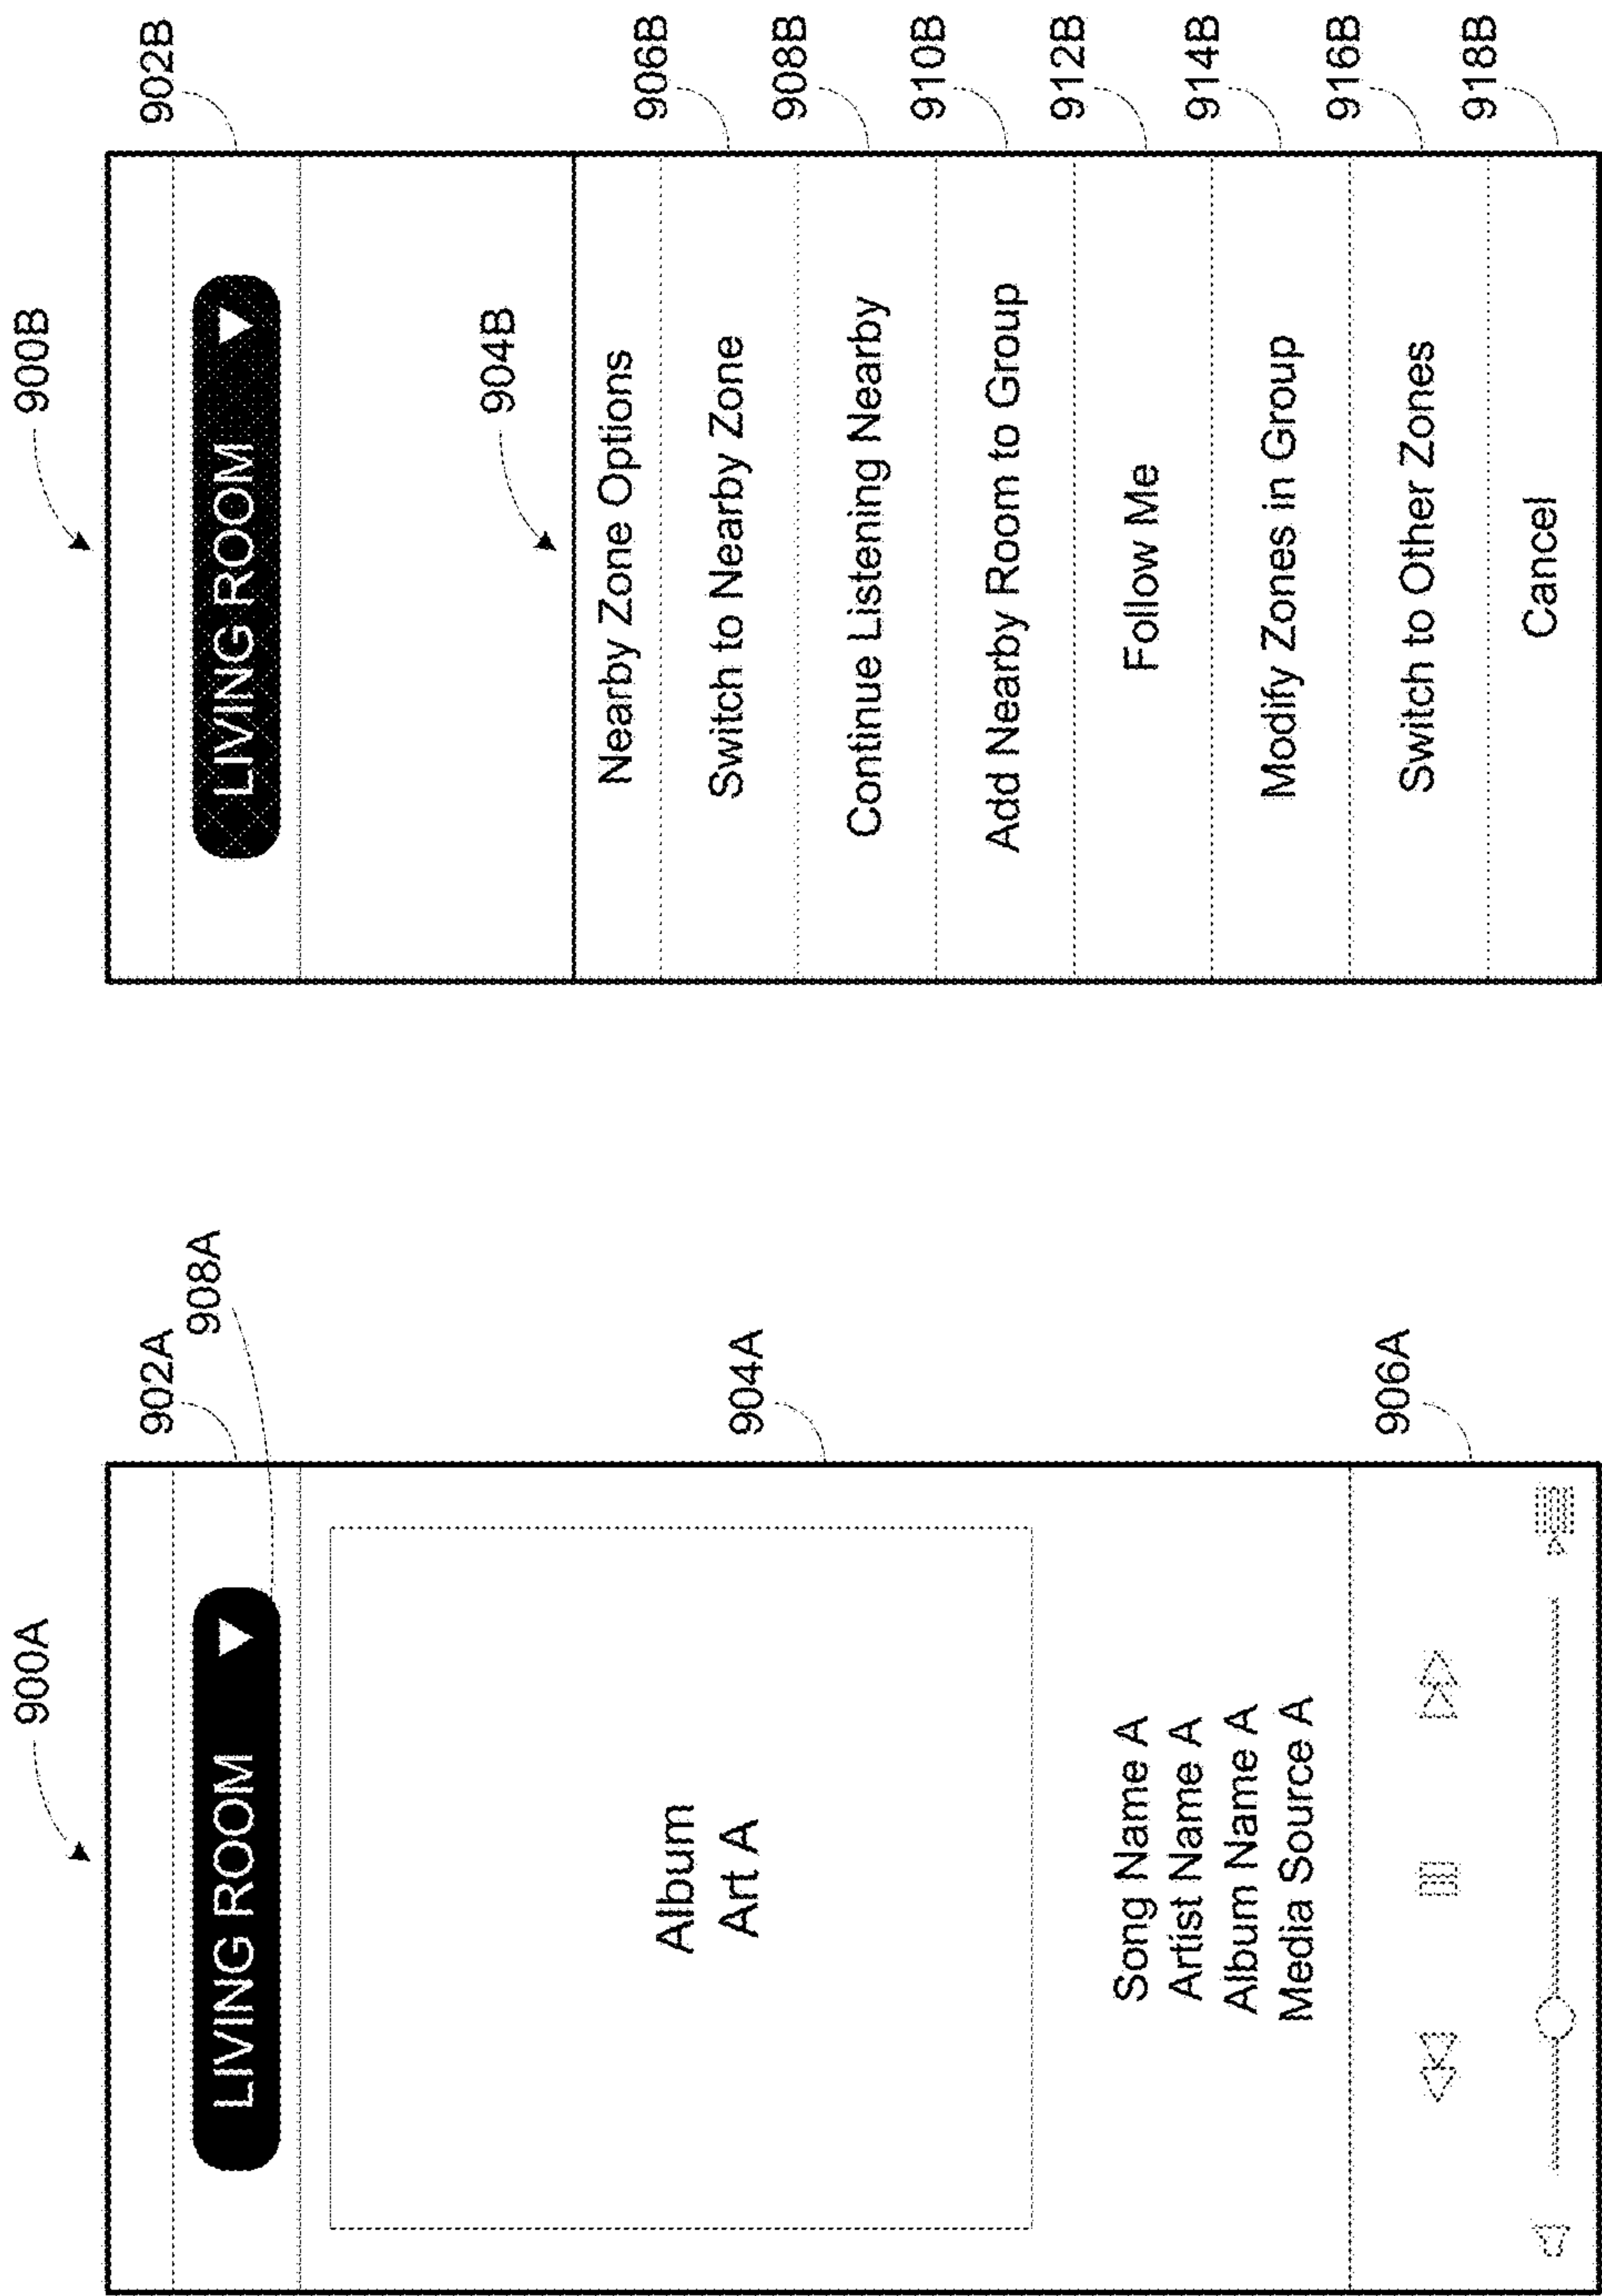 900A
902A
LIVING ROOM
908A
Album
Art A
904A
Song Name A
Artist Name A
Album Name A
Media Source A
906A
900B
902B
LIVING ROOM
904B
Nearby Zone Options
906B
Switch to Nearby Zone
908B
Continue Listening Nearby
910B
Add Nearby Room to Group
912B
Follow Me
914B
Modify Zones in Group
916B
Switch to Other Zones
918B
Cancel